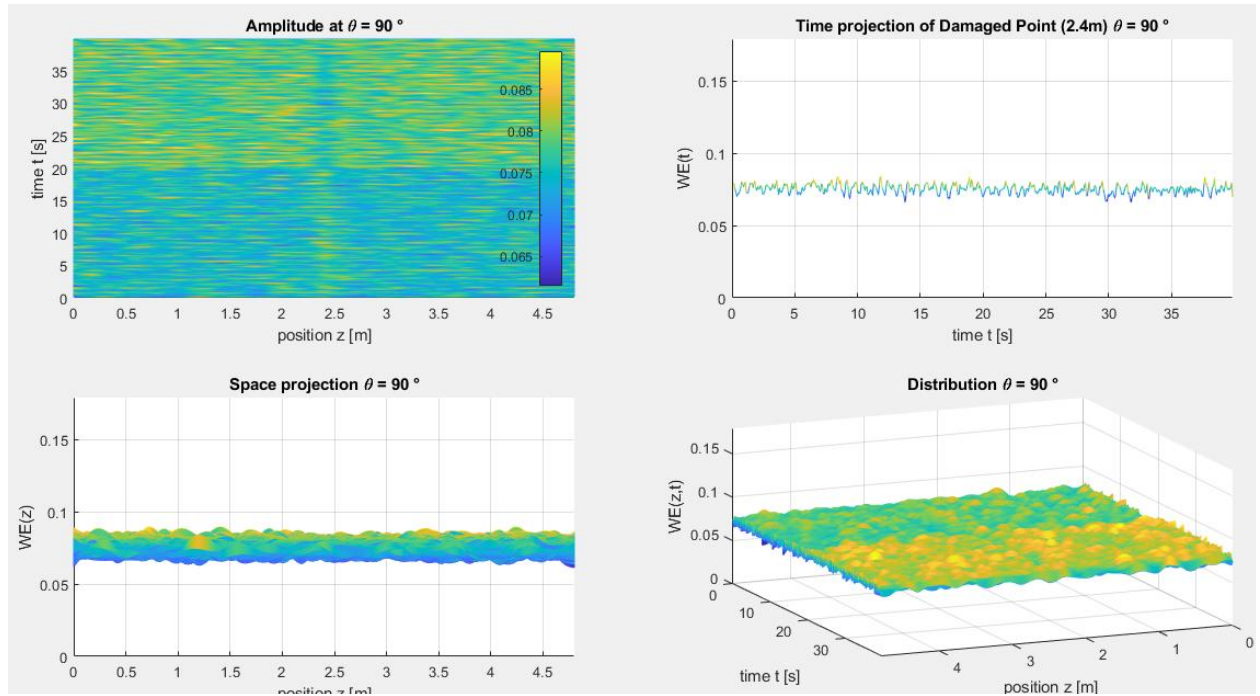 Amplitude at θ = 90 °
35
30
25
20
15
10
5
0
time t [s]
0.085
0.08
0.075
0.07
0.065
0 0.5 1 1.5 2 2.5 3 3.5 4 4.5
position z [m]
Time projection of Damaged Point (2.4m) θ = 90 °
0.15
0.1
0.05
0
WE(t)
0 5 10 15 20 25 30 35
time t [s]
Space projection θ = 90 °
0.15
0.1
0.05
0
WE(z)
0 0.5 1 1.5 2 2.5 3 3.5 4 4.5
position z [m]
Distribution θ = 90 °
0.15
0.1
0.05
0
WE(z,t)
0
10
20
30
time t [s]
4 3 2 1 0
position z [m]